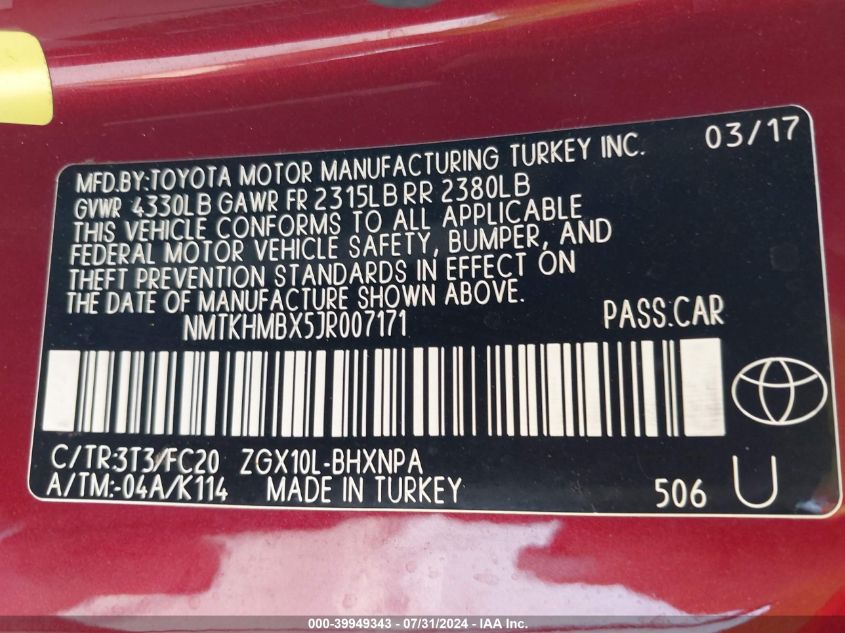 03/17
MFD.BY:TOYOTA MOTOR MANUFACTURING TURKEY INC.
GVWR 4330LB GAWR FR 2315LB RR 2380LB
THIS VEHICLE CONFORMS TO ALL APPLICABLE
FEDERAL MOTOR VEHICLE SAFETY, BUMPER, AND
THEFT PREVENTION STANDARDS IN EFFECT ON
THE DATE OF MANUFACTURE SHOWN ABOVE.
NMTKHMBX5JR007171 PASS.CAR
C/TR:3T3/FC20 ZGX10L-BHXNPA
A/TM:-04A/K114 MADE IN TURKEY 506 U
000-39949343 / 07/31/2024 - IAA Inc.